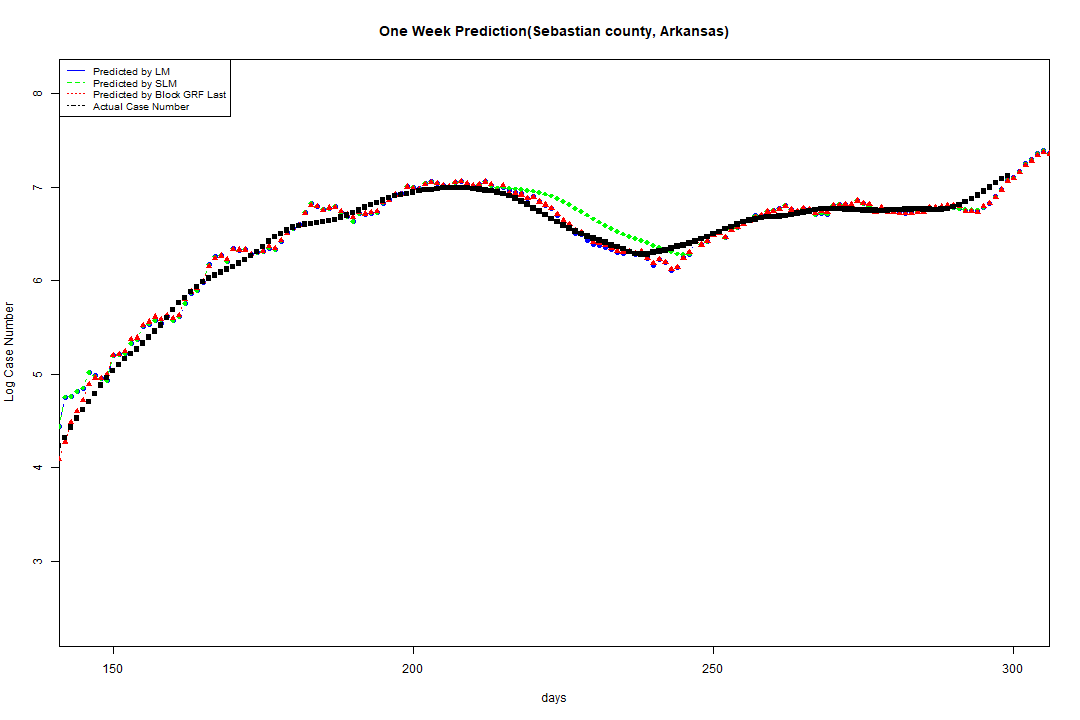 One Week Prediction(Sebastian county, Arkansas)
Predicted by LM
Predicted by SLM
Predicted by Block GRF Last
Actual Case Number
8
7
6
5
4
3
Log Case Number
150
200
250
300
days